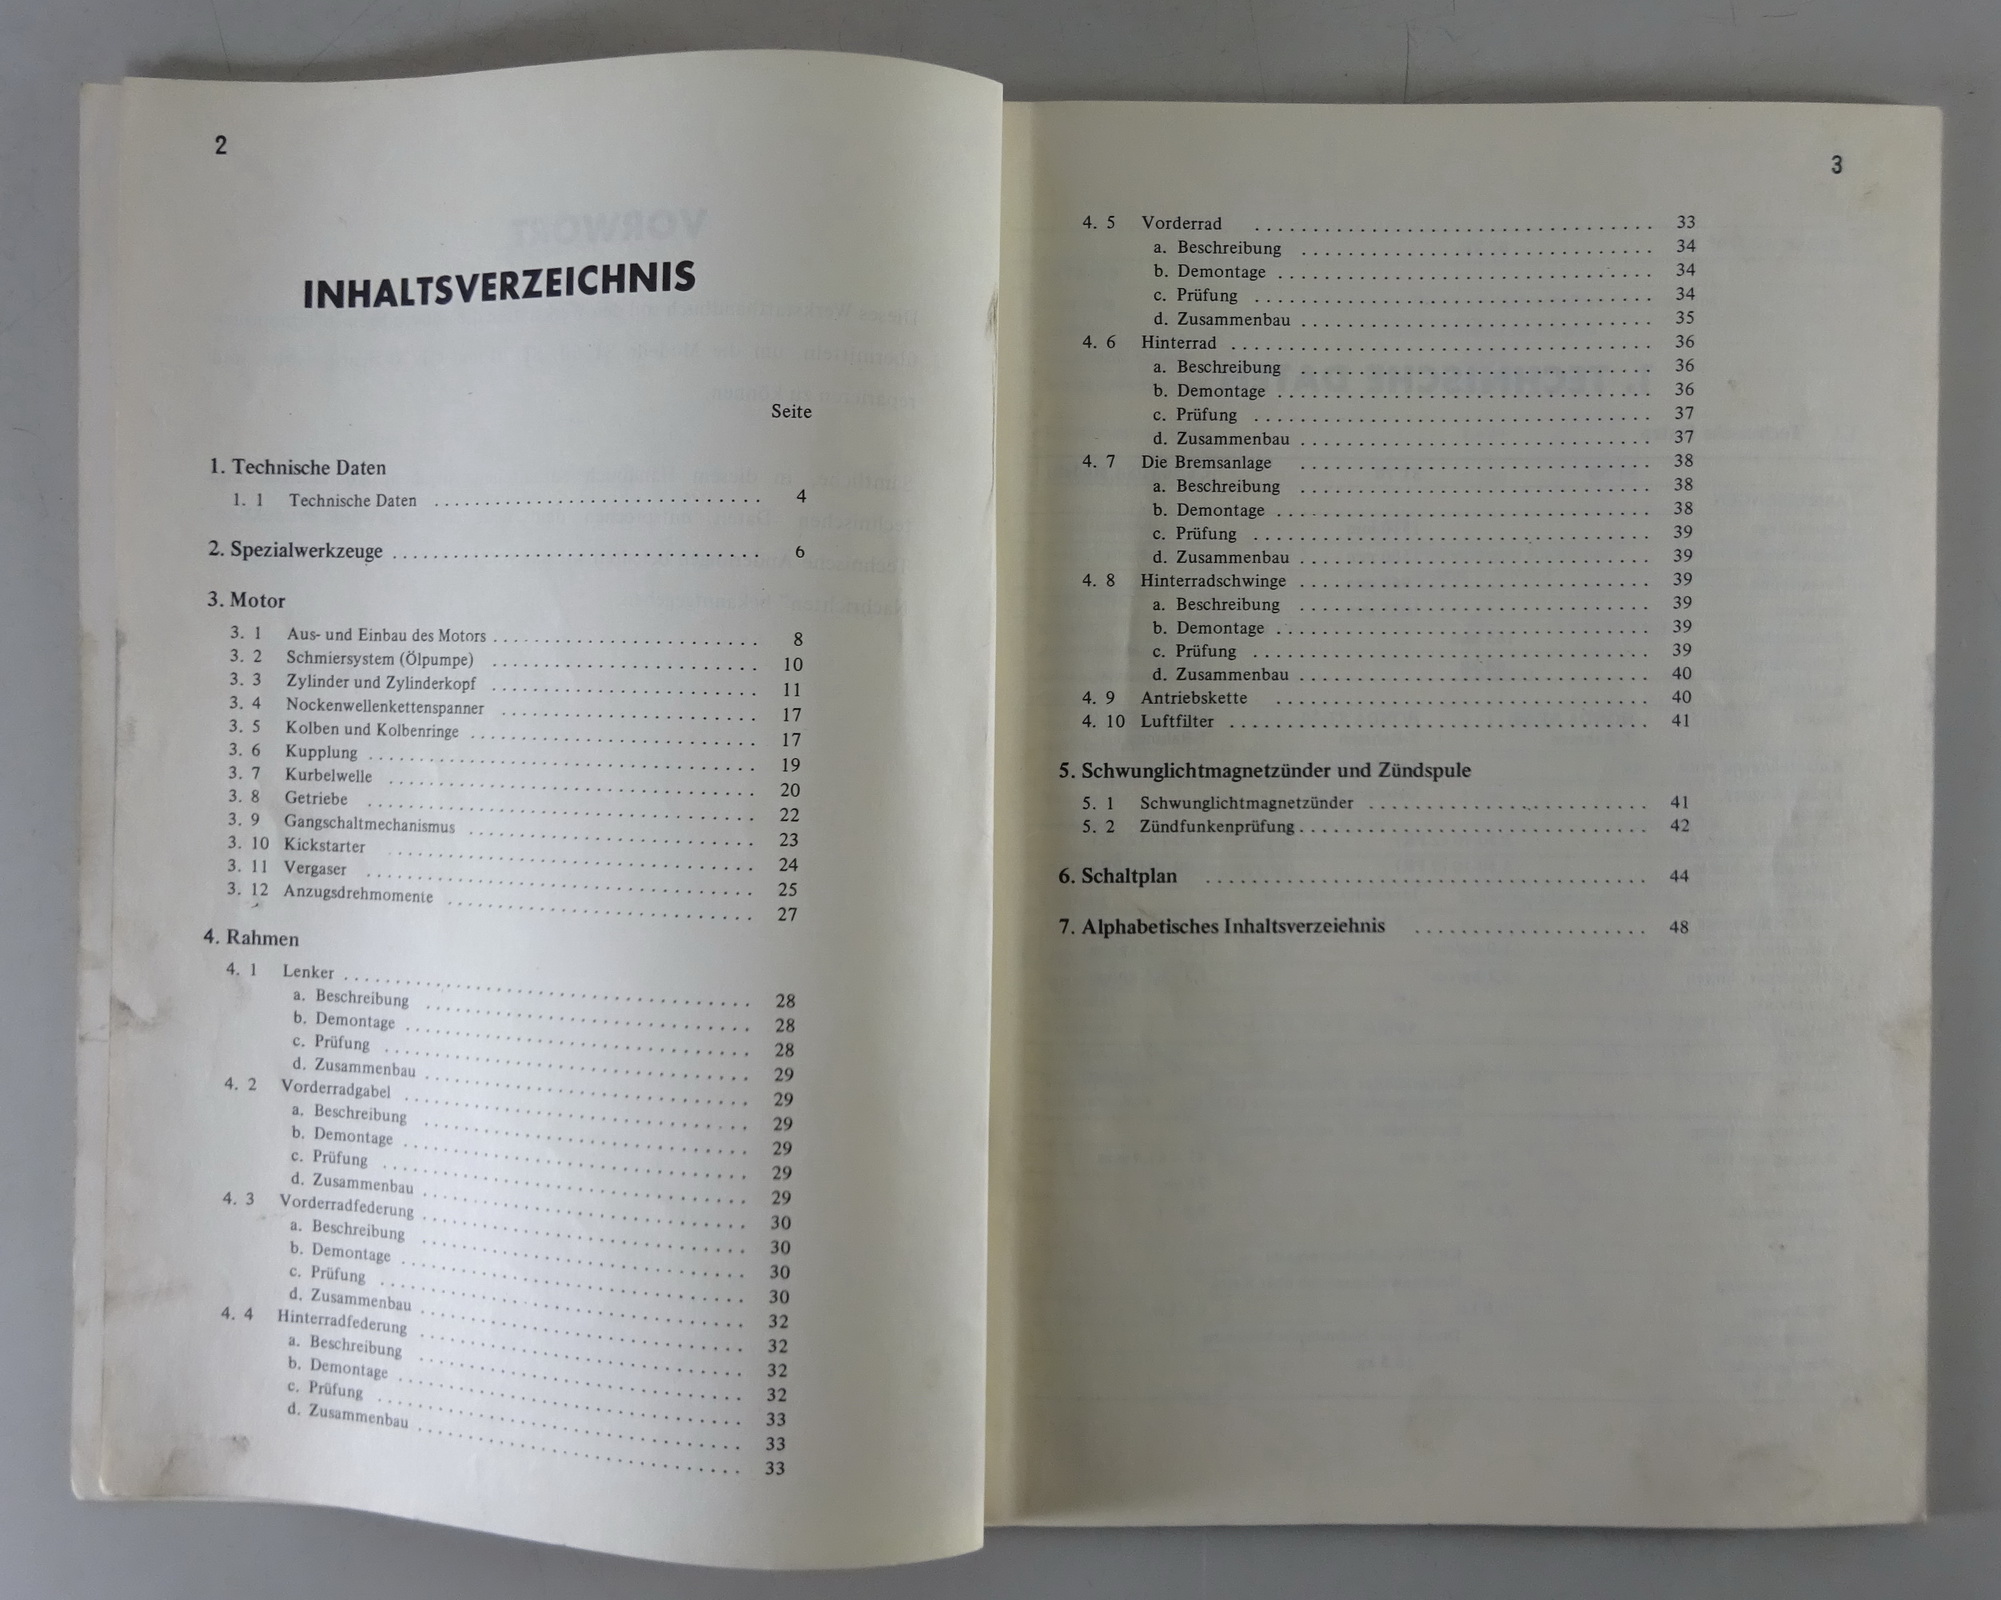 2
INHALTSVERZEICHNIS
Seite
1. Technische Daten
1. 1 Technische Daten 4
2. Spezialwerkzeuge 6
3. Motor
3. 1 Aus- und Einbau des Motors 8
3. 2 Schmiersystem (Ölpumpe) 10
3. 3 Zylinder und Zylinderkopf 11
3. 4 Nockenwellenkettenspanner 17
3. 5 Kolben und Kolbenringe 17
3. 6 Kupplung 19
3. 7 Kurbelwelle 20
3. 8 Getriebe 22
3. 9 Gangschaltmechanismus 23
3. 10 Kickstarter 24
3. 11 Vergaser 25
3. 12 Anzugsdrehmomente 27
4. Rahmen
4. 1 Lenker 28
a. Beschreibung 28
b. Demontage 28
c. Prüfung 29
d. Zusammenbau 29
4. 2 Vorderradgabel 29
a. Beschreibung 29
b. Demontage 29
c. Prüfung 29
d. Zusammenbau 30
4. 3 Vorderradfederung 30
a. Beschreibung 30
b. Demontage 30
c. Prüfung 32
d. Zusammenbau 32
4. 4 Hinterradfederung 32
a. Beschreibung 32
b. Demontage 33
c. Prüfung 33
d. Zusammenbau 33
3
4. 5 Vorderrad 33
a. Beschreibung 34
b. Demontage 34
c. Prüfung 34
d. Zusammenbau 35
4. 6 Hinterrad 36
a. Beschreibung 36
b. Demontage 36
c. Prüfung 37
d. Zusammenbau 37
4. 7 Die Bremsanlage 38
a. Beschreibung 38
b. Demontage 38
c. Prüfung 39
d. Zusammenbau 39
4. 8 Hinterradschwinge 39
a. Beschreibung 39
b. Demontage 39
c. Prüfung 39
d. Zusammenbau 40
4. 9 Antriebskette 40
4. 10 Luftfilter 41
5. Schwunglichtmagnetzünder und Zündspule
5. 1 Schwunglichtmagnetzünder 41
5. 2 Zündfunkenprüfung 42
6. Schaltplan 44
7. Alphabetisches Inhaltsverzeiehnis 48